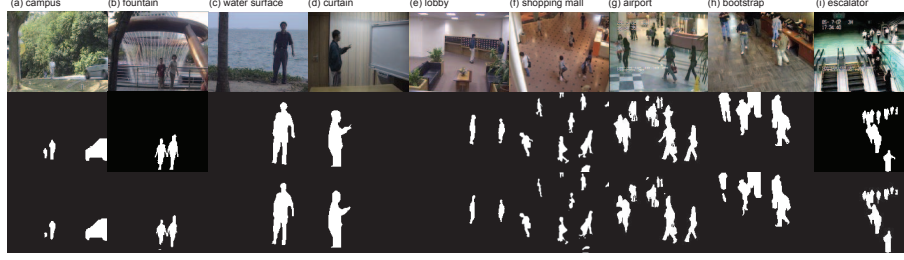 (a) campus (b) fountain (c) water surface (d) curtain (e) lobby (f) shopping mall (g) airport (h) bootstrap (i) escalator